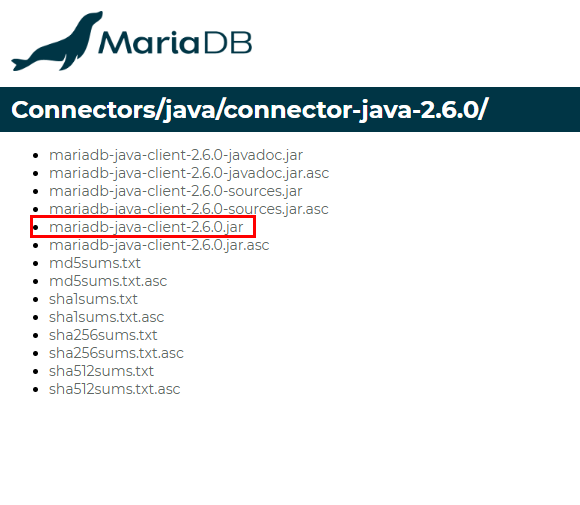 MariaDB
Connectors/java/connector-java-2.6.0/
mariadb-java-client-2.6.0-javadoc.jar
mariadb-java-client-2.6.0-javadoc.jar.asc
mariadb-java-client-2.6.0-sources.jar
mariadb-java-client-2.6.0-sources.jar.asc
mariadb-java-client-2.6.0.jar
mariadb-java-client-2.6.0.jar.asc
md5sums.txt
md5sums.txt.asc
sha1sums.txt
sha1sums.txt.asc
sha256sums.txt
sha256sums.txt.asc
sha512sums.txt
sha512sums.txt.asc